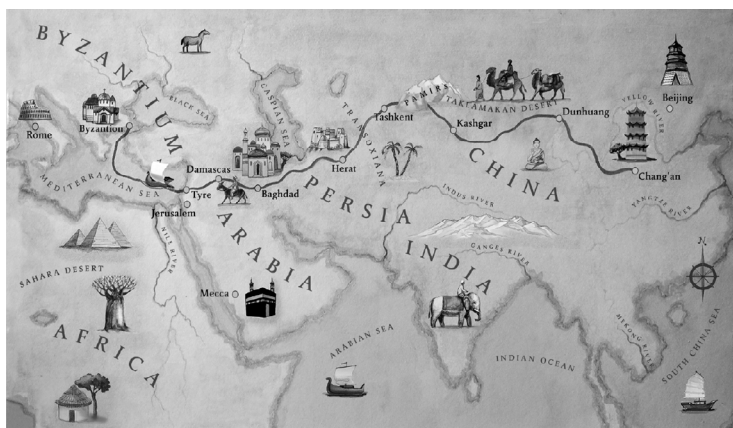 BYZANTIUM
BLACK SEA
CASPIAN SEA
TRANSOXIANA
PAMIRS
TAKLAMAKAN DESERT
YELLOW RIVER
Beijing
Rome
Byzantion
Tashkent
Kashgar
Dunhuang
MEDITERRANEAN SEA
Damascas
Tyre
Jerusalem
Baghdad
Herat
PERSIA
CHINA
Chang'an
YANGTZE RIVER
INDUS RIVER
ARABIA
NILE RIVER
INDIA
GANGES RIVER
N
SAHARA DESERT
Mecca
AFRICA
ARABIAN SEA
INDIAN OCEAN
MEKONG RIVER
SOUTH CHINA SEA